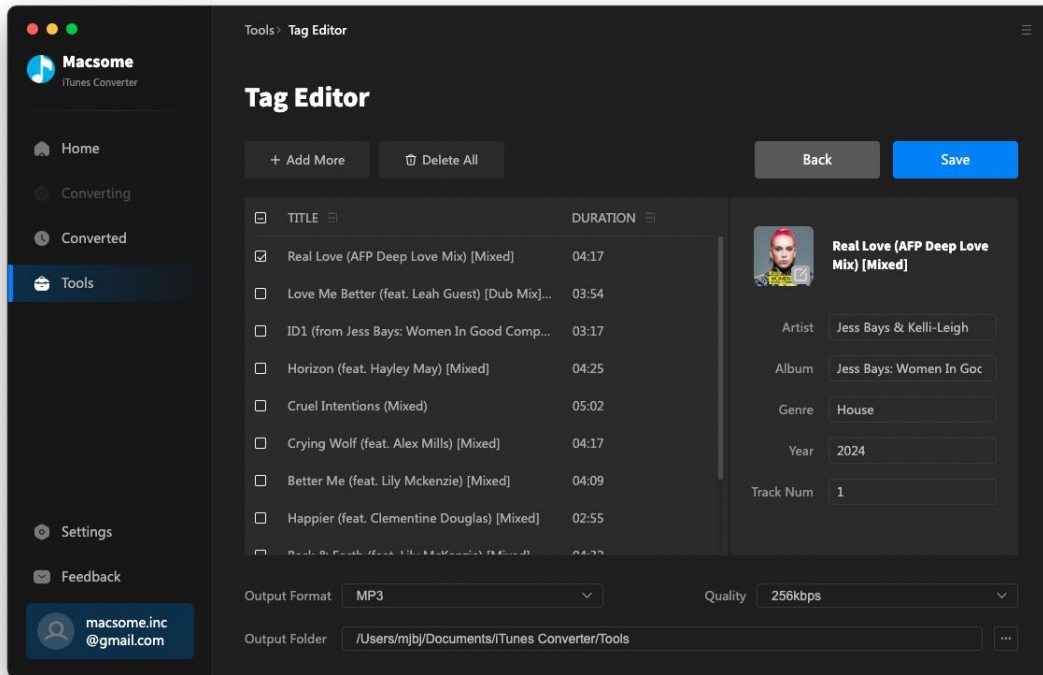 Macsome
iTunes Converter
Home
Converting
Converted
Tools
Settings
Feedback
macsome.inc
@gmail.com
Tools› Tag Editor
Tag Editor
+ Add More
Delete All
Back
Save
TITLE DURATION
Real Love (AFP Deep Love Mix) [Mixed] 04:17
Love Me Better (feat. Leah Guest) [Dub Mix]... 03:54
ID1 (from Jess Bays: Women In Good Comp... 03:17
Horizon (feat. Hayley May) [Mixed] 04:25
Cruel Intentions (Mixed) 05:02
Crying Wolf (feat. Alex Mills) [Mixed] 04:17
Better Me (feat. Lily Mckenzie) [Mixed] 04:09
Happier (feat. Clementine Douglas) [Mixed] 02:55
Real Love (AFP Deep Love
Mix) [Mixed]
Artist Jess Bays & Kelli-Leigh
Album Jess Bays: Women In Goc
Genre House
Year 2024
Track Num 1
Output Format MP3
Quality 256kbps
Output Folder /Users/mjbj/Documents/iTunes Converter/Tools